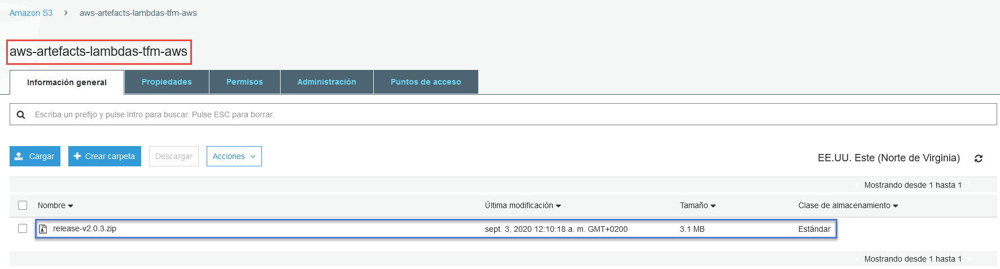 Amazon S3 > aws-artefacts-lambdas-tfm-aws
aws-artefacts-lambdas-tfm-aws
Información general Propiedades Permisos Administración Puntos de acceso
Escriba un prefijo y pulse Intro para buscar. Pulse ESC para borrar.
Cargar Crear carpeta Descargar Acciones EE.UU. Este (Norte de Virginia)
Mostrando desde 1 hasta 1
Nombre Última modificación Tamaño Clase de almacenamiento
release-v2.0.3.zip sept. 3, 2020 12:10:18 a. m. GMT+0200 3.1 MB Estándar
Mostrando desde 1 hasta 1